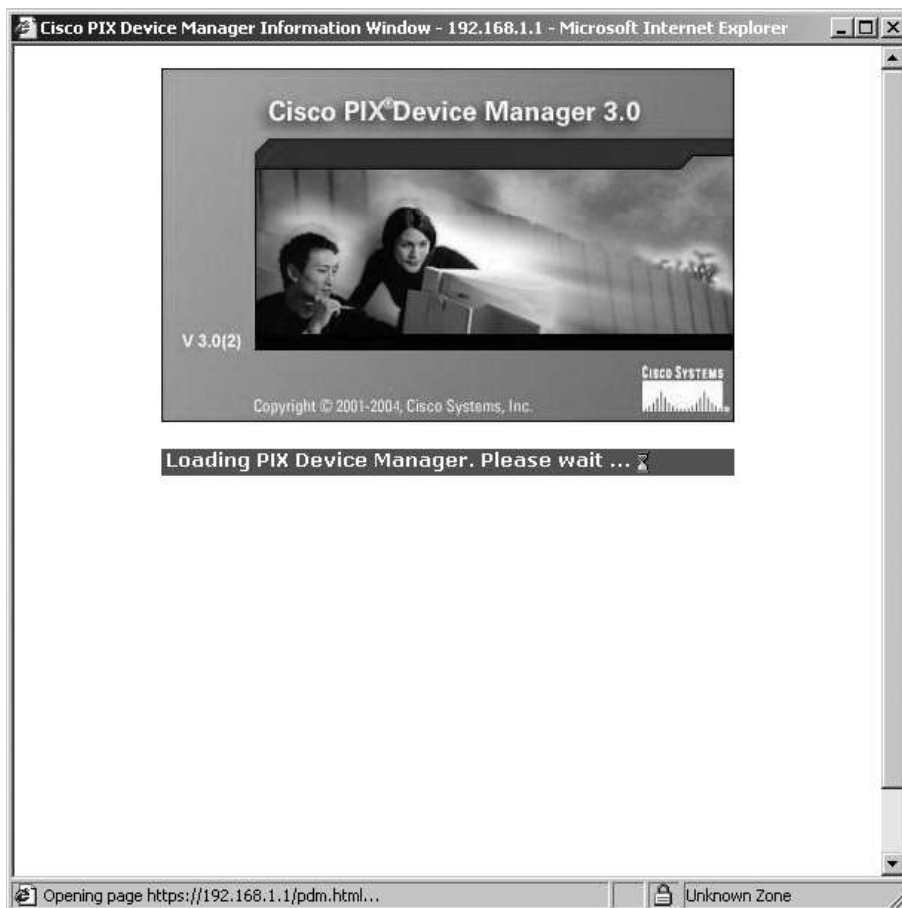 Cisco PIX Device Manager Information Window - 192.168.1.1 - Microsoft Internet Explorer
Cisco PIX® Device Manager 3.0
V 3.0(2)
CISCO SYSTEMS
Copyright © 2001-2004, Cisco Systems, Inc.
Loading PIX Device Manager. Please wait ...
Opening page https://192.168.1.1/pdm.html...
Unknown Zone